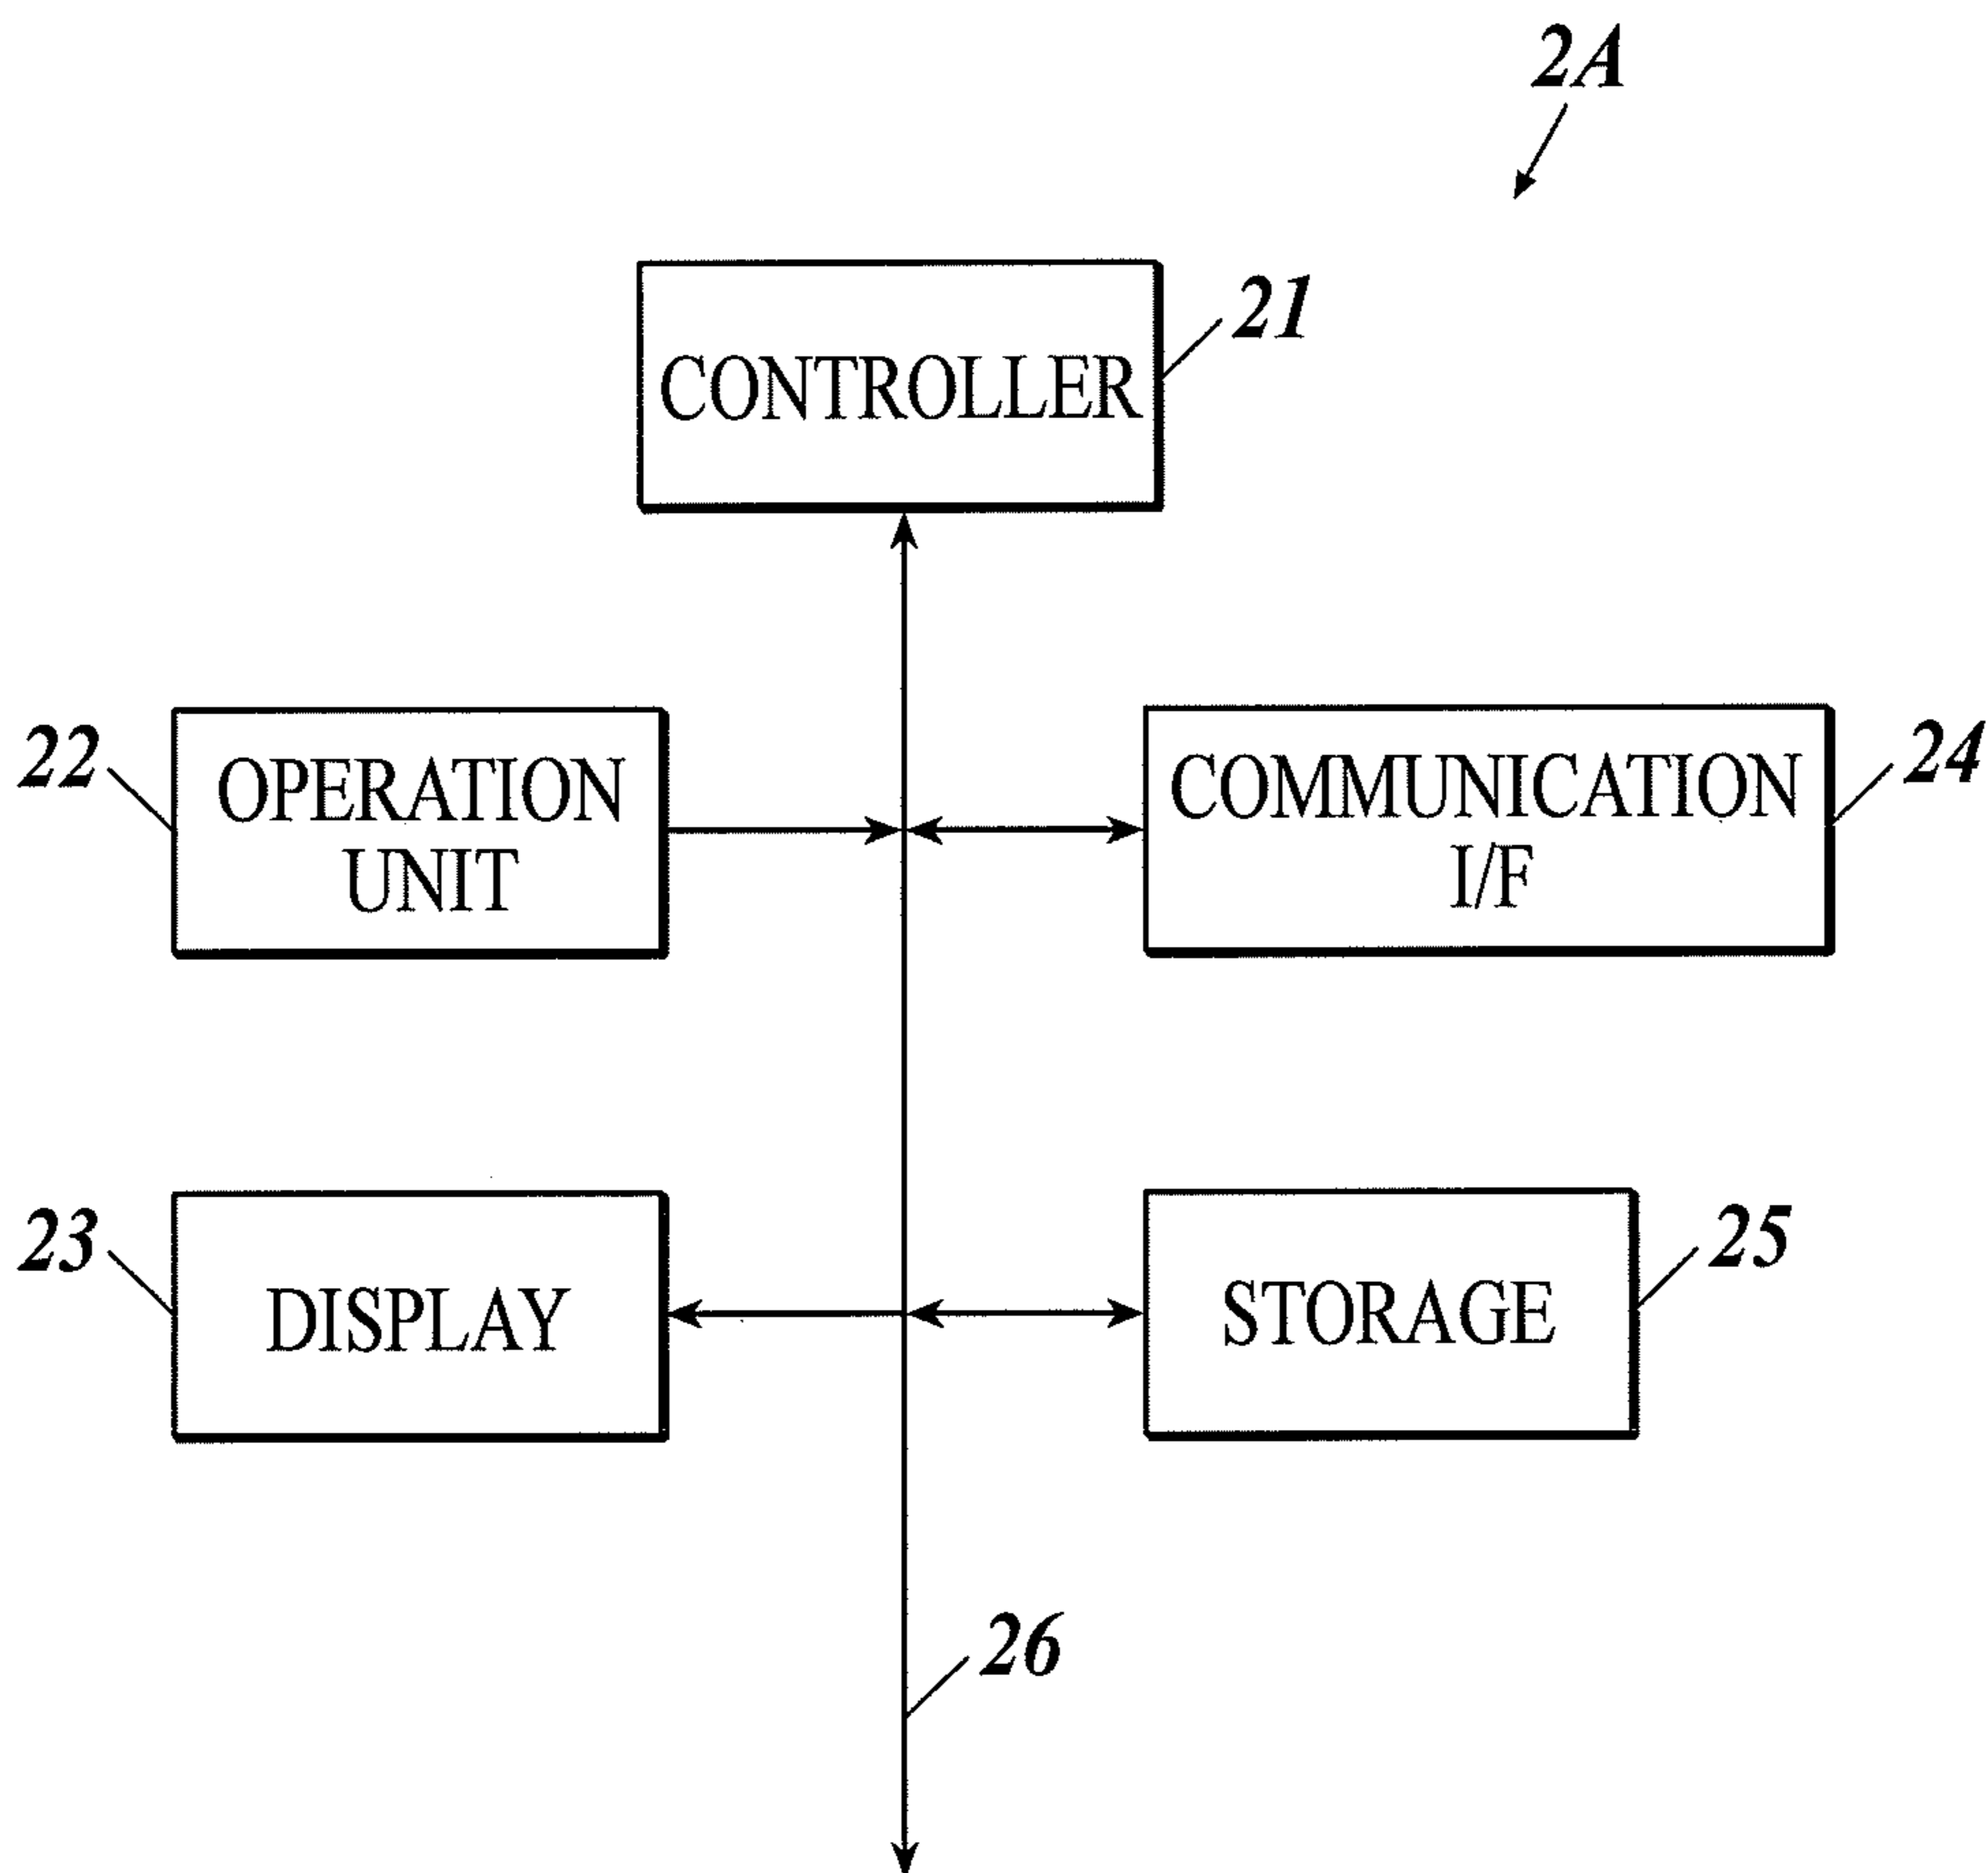 2A
CONTROLLER
21
22
OPERATION
UNIT
COMMUNICATION
I/F
24
23
DISPLAY
STORAGE
25
26